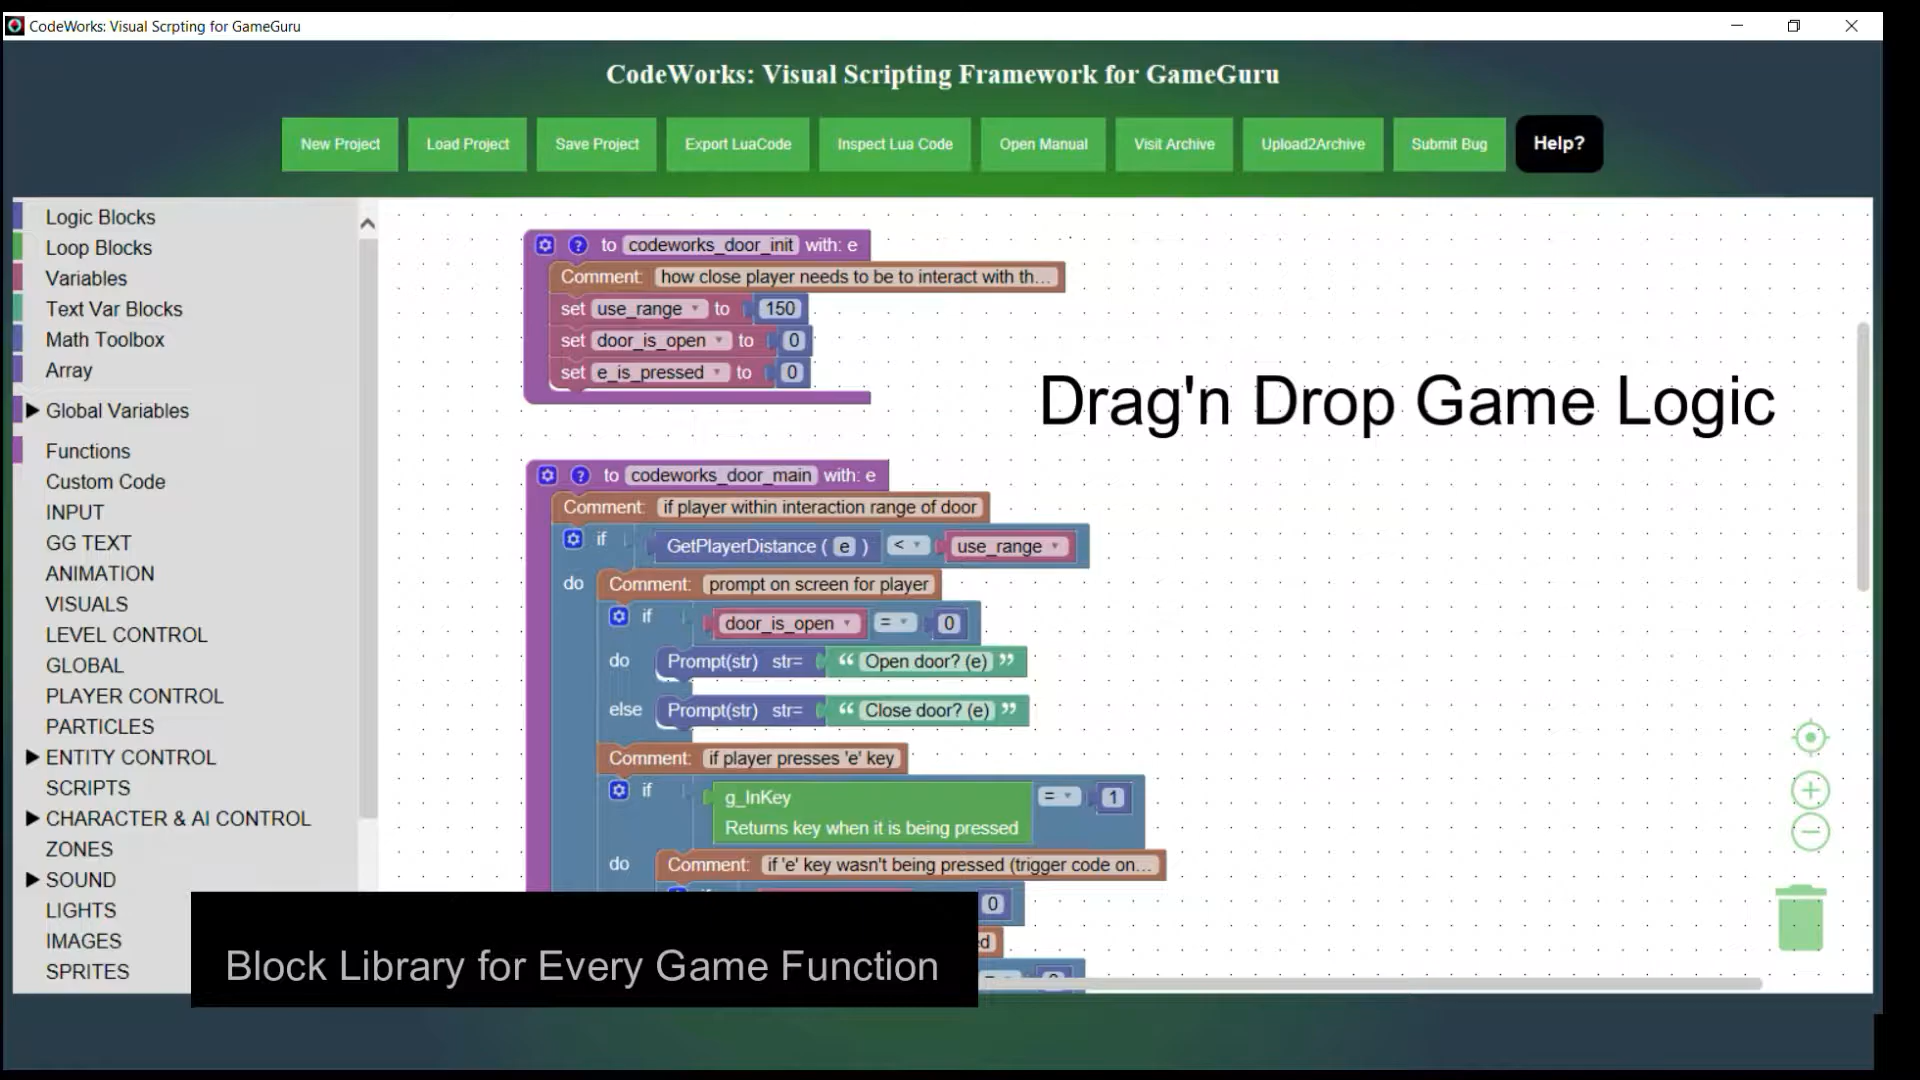 CodeWorks: Visual Scrpting for GameGuru
CodeWorks: Visual Scripting Framework for GameGuru
New Project
Load Project
Save Project
Export LuaCode
Inspect Lua Code
Open Manual
Visit Archive
Upload2Archive
Submit Bug
Help?
Logic Blocks
Loop Blocks
Variables
Text Var Blocks
Math Toolbox
Array
Global Variables
Functions
Custom Code
INPUT
GG TEXT
ANIMATION
VISUALS
LEVEL CONTROL
GLOBAL
PLAYER CONTROL
PARTICLES
ENTITY CONTROL
SCRIPTS
CHARACTER & AI CONTROL
ZONES
SOUND
LIGHTS
IMAGES
SPRITES
? to codeworks_door_init with: e
Comment: how close player needs to be to interact with th...
set use_range to 150
set door_is_open to 0
set e_is_pressed to 0
Drag'n Drop Game Logic
? to codeworks_door_main with: e
Comment: if player within interaction range of door
if GetPlayerDistance ( e ) < use_range
do Comment: prompt on screen for player
if door_is_open = 0
do Prompt(str) str= “ Open door? (e) ”
else Prompt(str) str= “ Close door? (e) ”
Comment: if player presses 'e' key
if g_InKey = 1
Returns key when it is being pressed
do Comment: if 'e' key wasn't being pressed (trigger code on...
0
Block Library for Every Game Function